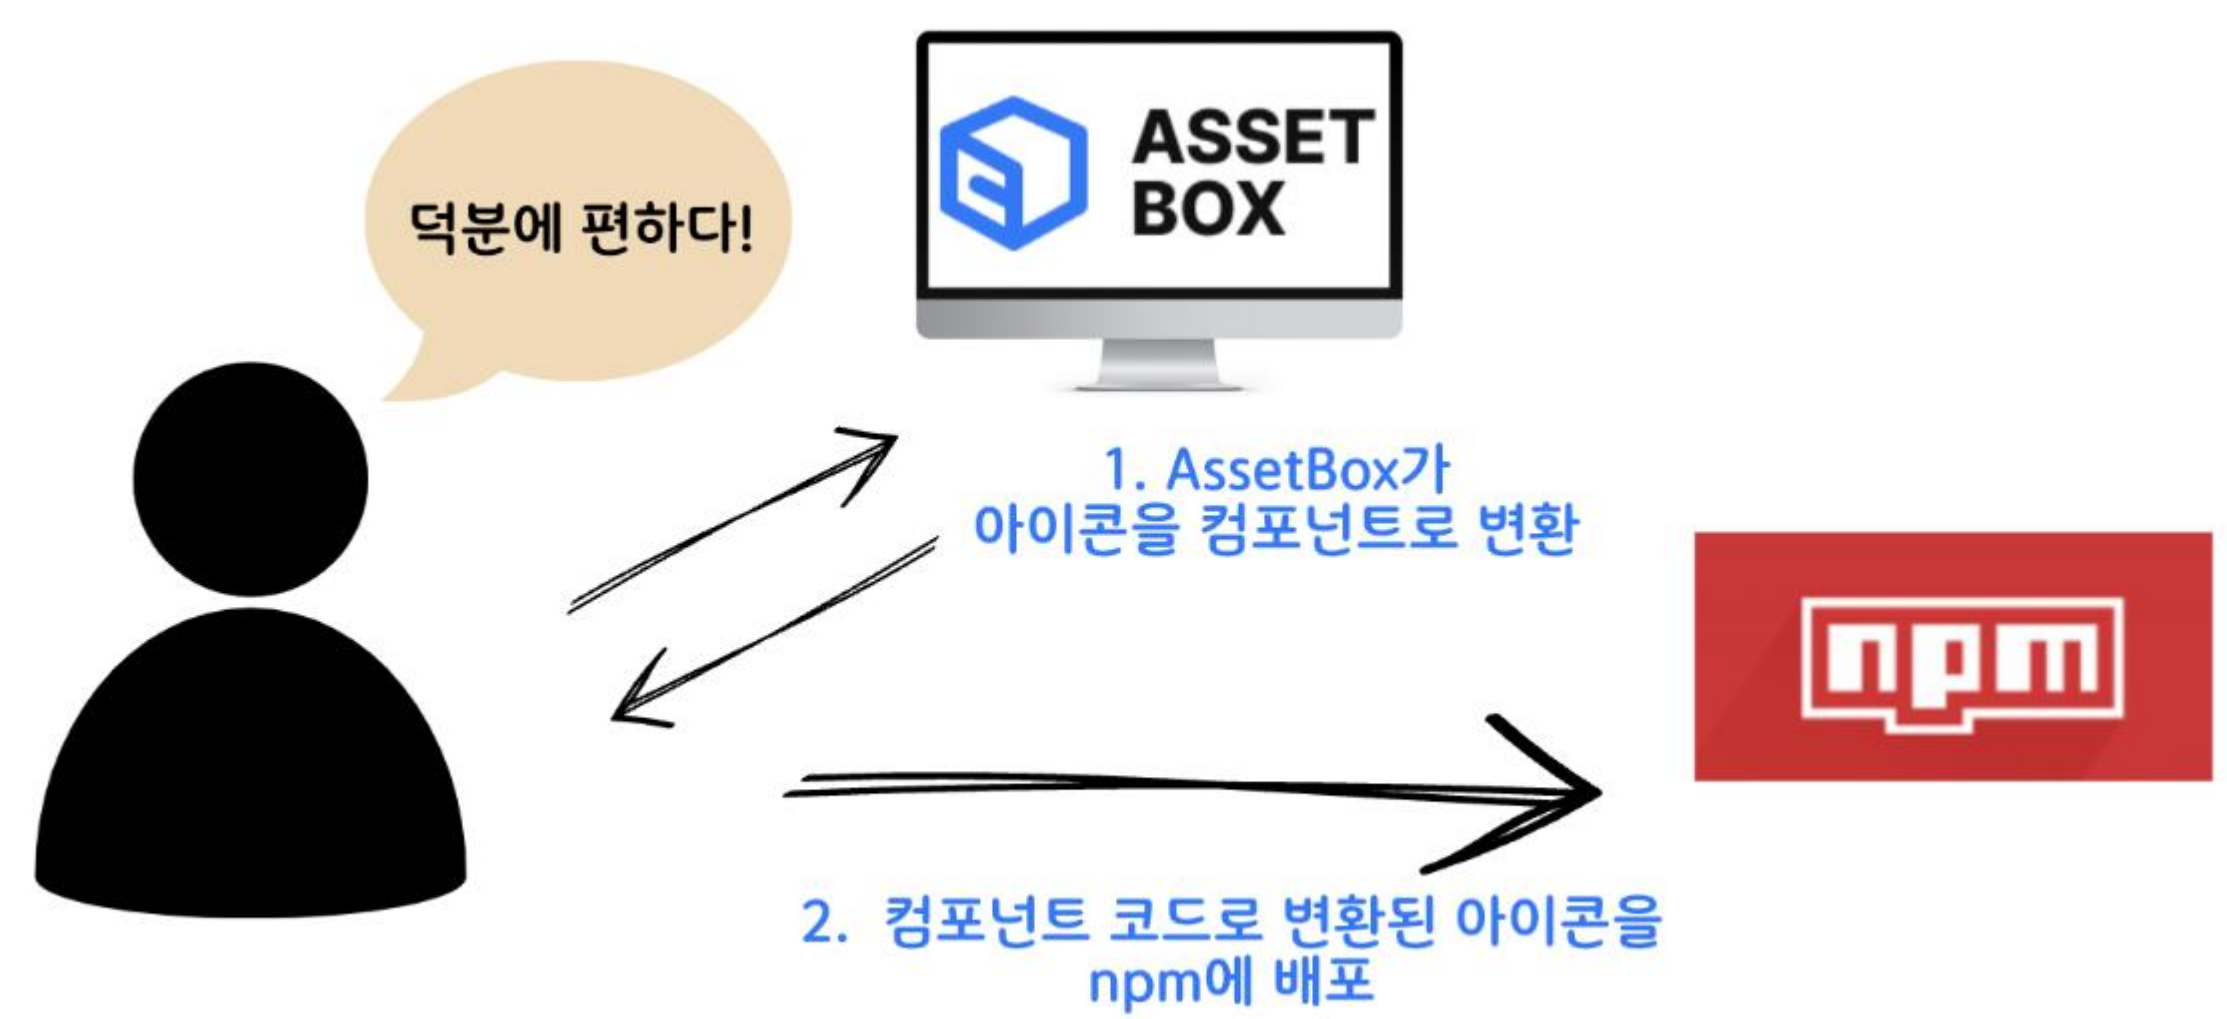 덕분에 편하다!
ASSET
BOX
1. AssetBox가
아이콘을 컴포넌트로 변환
npm
2. 컴포넌트 코드로 변환된 아이콘을
npm에 배포